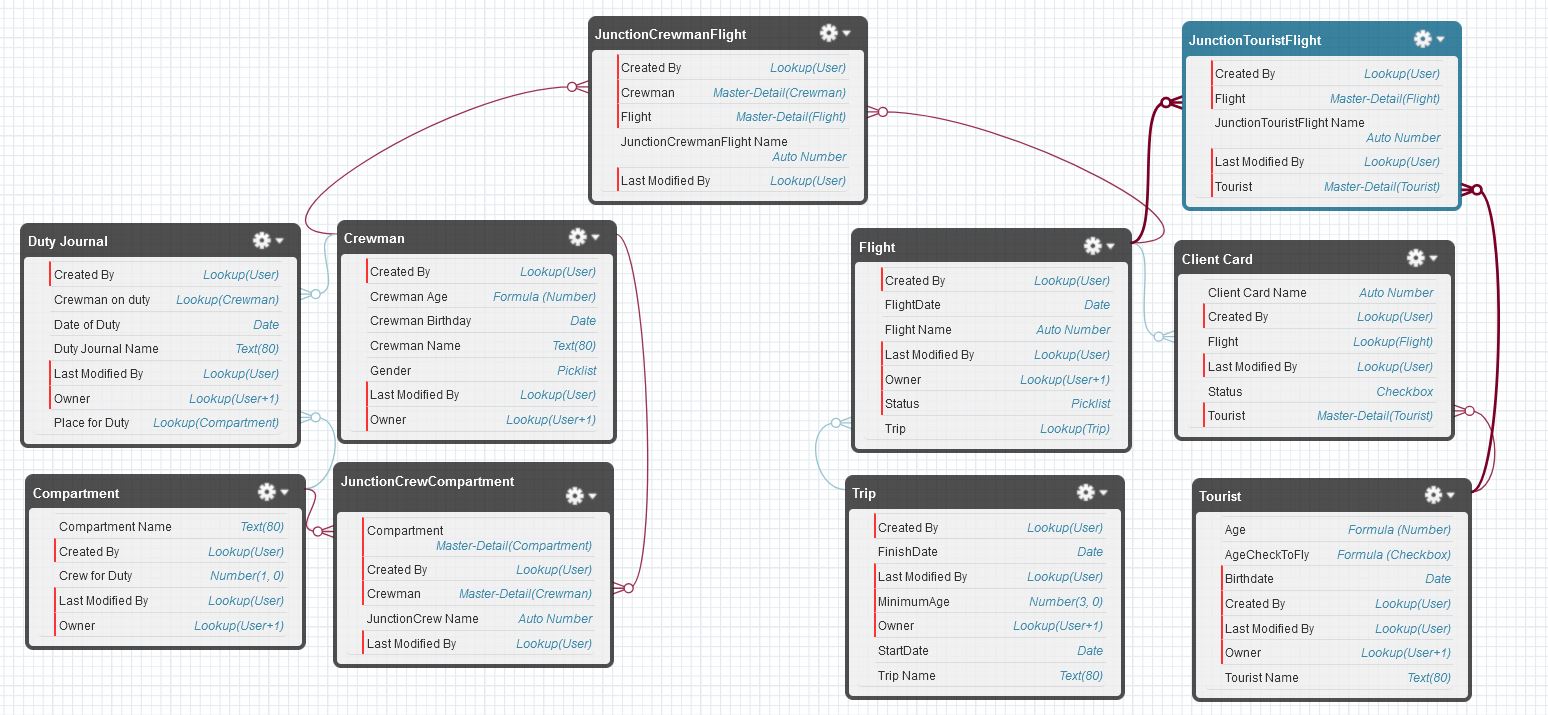 JunctionCrewmanFlight
Created By Lookup(User)
Crewman Master-Detail(Crewman)
Flight Master-Detail(Flight)
JunctionCrewmanFlight Name
Auto Number
Last Modified By Lookup(User)
JunctionTouristFlight
Created By Lookup(User)
Flight Master-Detail(Flight)
JunctionTouristFlight Name
Auto Number
Last Modified By Lookup(User)
Tourist Master-Detail(Tourist)
Duty Journal
Created By Lookup(User)
Crewman on duty Lookup(Crewman)
Date of Duty Date
Duty Journal Name Text(80)
Last Modified By Lookup(User)
Owner Lookup(User+1)
Place for Duty Lookup(Compartment)
Crewman
Created By Lookup(User)
Crewman Age Formula (Number)
Crewman Birthday Date
Crewman Name Text(80)
Gender Picklist
Last Modified By Lookup(User)
Owner Lookup(User+1)
Flight
Created By Lookup(User)
FlightDate Date
Flight Name Auto Number
Last Modified By Lookup(User)
Owner Lookup(User+1)
Status Picklist
Trip Lookup(Trip)
Client Card
Client Card Name Auto Number
Created By Lookup(User)
Flight Lookup(Flight)
Last Modified By Lookup(User)
Status Checkbox
Tourist Master-Detail(Tourist)
Compartment
Compartment Name Text(80)
Created By Lookup(User)
Crew for Duty Number(1, 0)
Last Modified By Lookup(User)
Owner Lookup(User+1)
JunctionCrewCompartment
Compartment
Master-Detail(Compartment)
Created By Lookup(User)
Crewman Master-Detail(Crewman)
JunctionCrew Name Auto Number
Last Modified By Lookup(User)
Trip
Created By Lookup(User)
FinishDate Date
Last Modified By Lookup(User)
MinimumAge Number(3, 0)
Owner Lookup(User+1)
StartDate Date
Trip Name Text(80)
Tourist
Age Formula (Number)
AgeCheckToFly Formula (Checkbox)
Birthdate Date
Created By Lookup(User)
Last Modified By Lookup(User)
Owner Lookup(User+1)
Tourist Name Text(80)